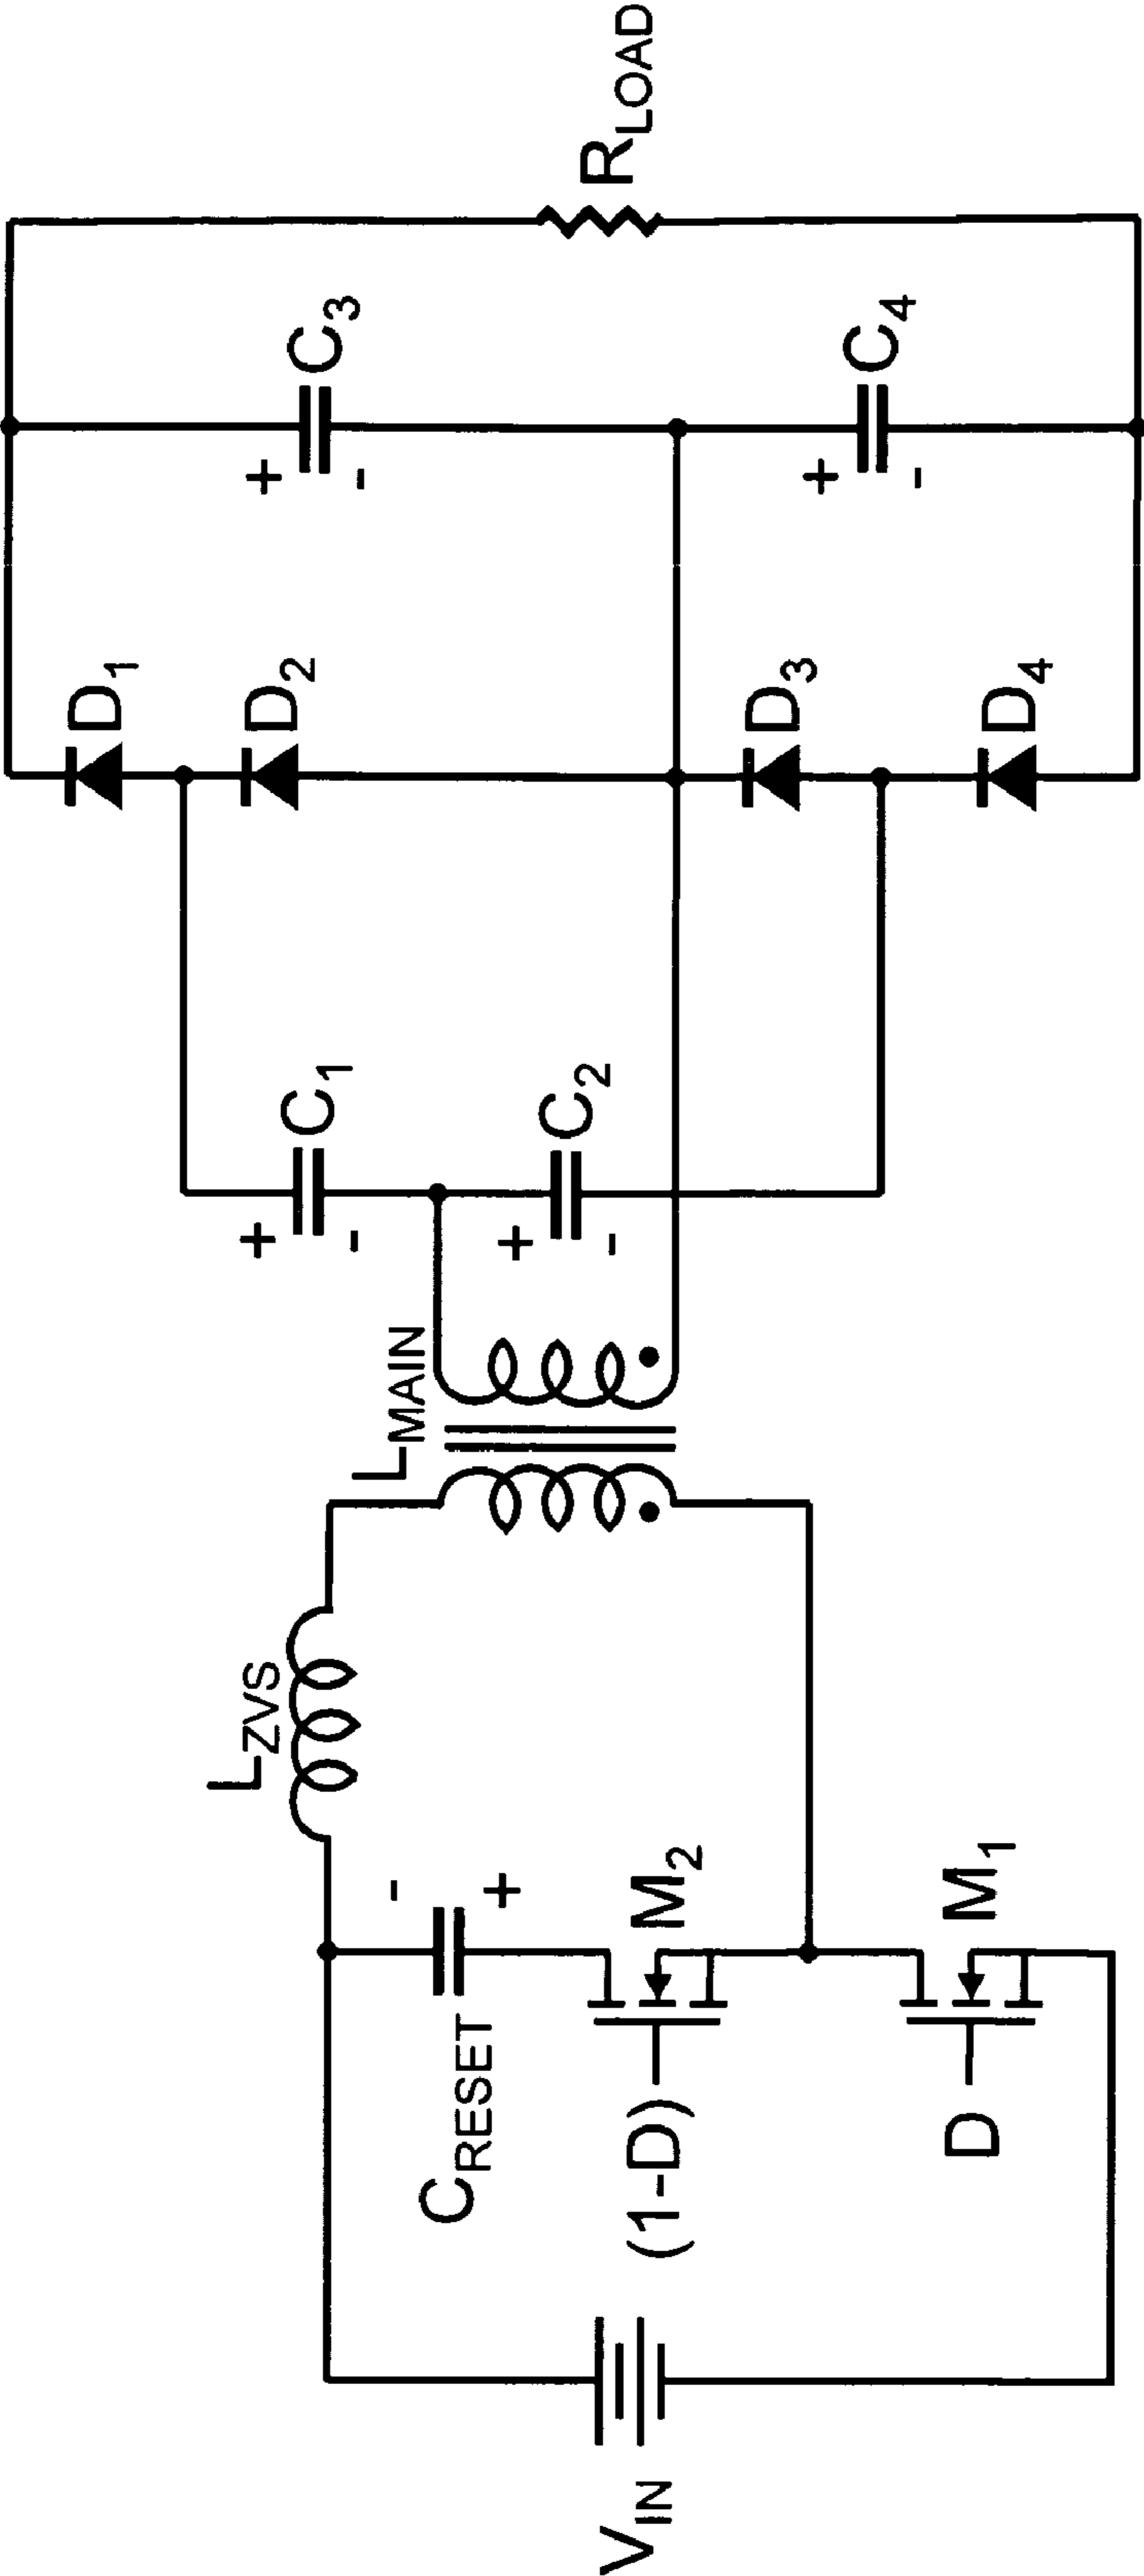 V_IN
C_RESET
-
+
(1-D)
M_2
D
M_1
L_ZVS
L_MAIN
+
-
C_1
+
-
C_2
D_1
D_2
D_3
D_4
+
-
C_3
+
-
C_4
R_LOAD